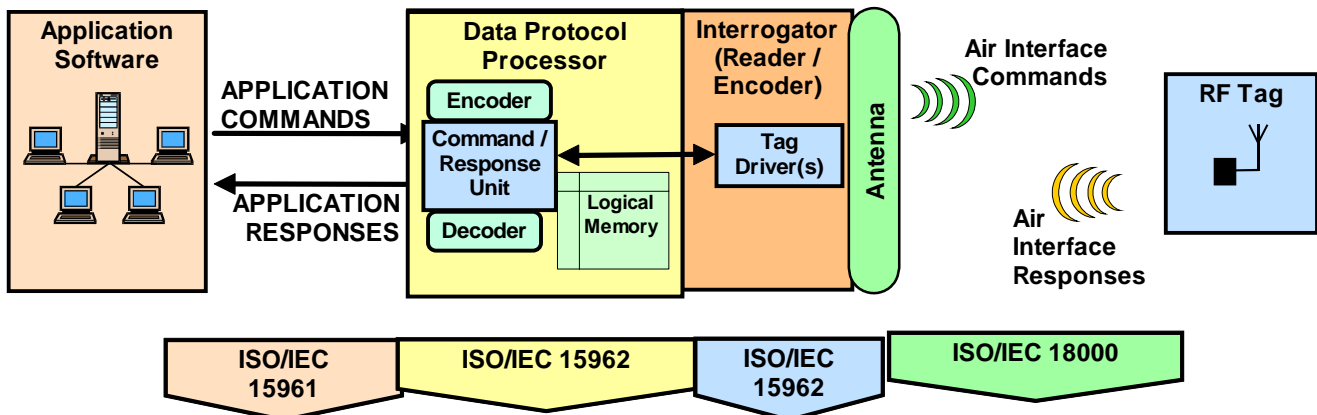 Application
Software
APPLICATION
COMMANDS
APPLICATION
RESPONSES
Data Protocol
Processor
Encoder
Command /
Response
Unit
Decoder
Logical
Memory
Interrogator
(Reader /
Encoder)
Tag
Driver(s)
Antenna
Air Interface
Commands
Air
Interface
Responses
RF Tag
ISO/IEC
15961
ISO/IEC 15962
ISO/IEC
15962
ISO/IEC 18000